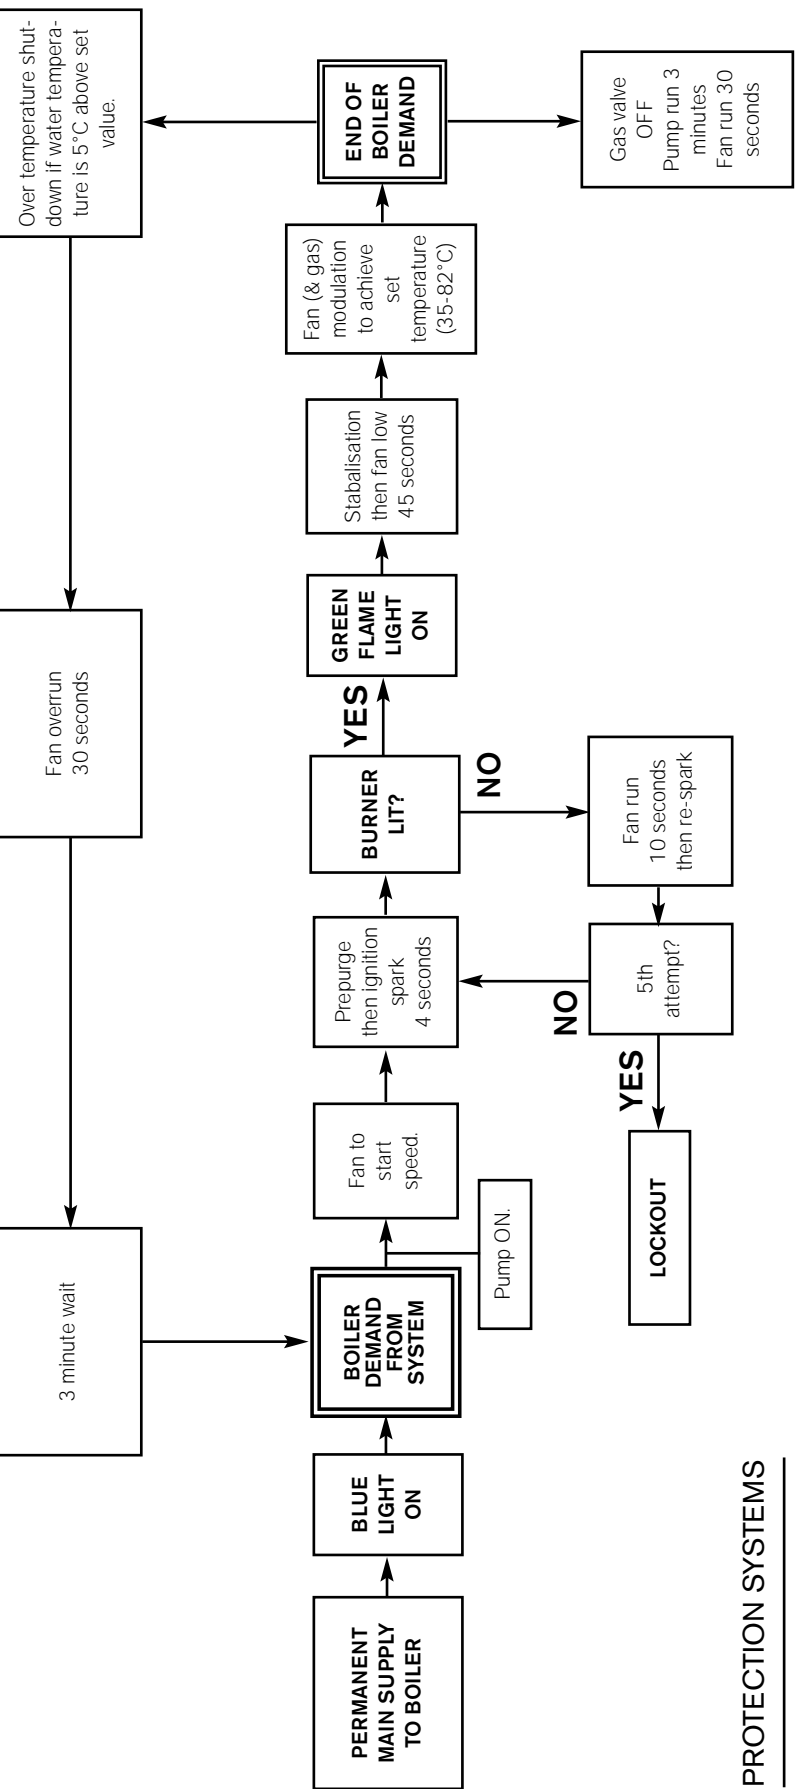 PERMANENT
MAIN SUPPLY
TO BOILER
BLUE
LIGHT
ON
BOILER
DEMAND
FROM
SYSTEM
Pump ON.
Fan to
start
speed.
Prepurge
then ignition
spark
4 seconds
BURNER
LIT?
YES
NO
GREEN
FLAME
LIGHT
ON
Stabalisation
then fan low
45 seconds
Fan (& gas)
modulation
to achieve
set
temperature
(35-82°C)
END OF
BOILER
DEMAND
Over temperature shut-
down if water tempera-
ture is 5°C above set
value.
Fan overrun
30 seconds
3 minute wait
Gas valve
OFF
Pump run 3
minutes
Fan run 30
seconds
Fan run
10 seconds
then re-spark
5th
attempt?
NO
YES
LOCKOUT
PROTECTION SYSTEMS